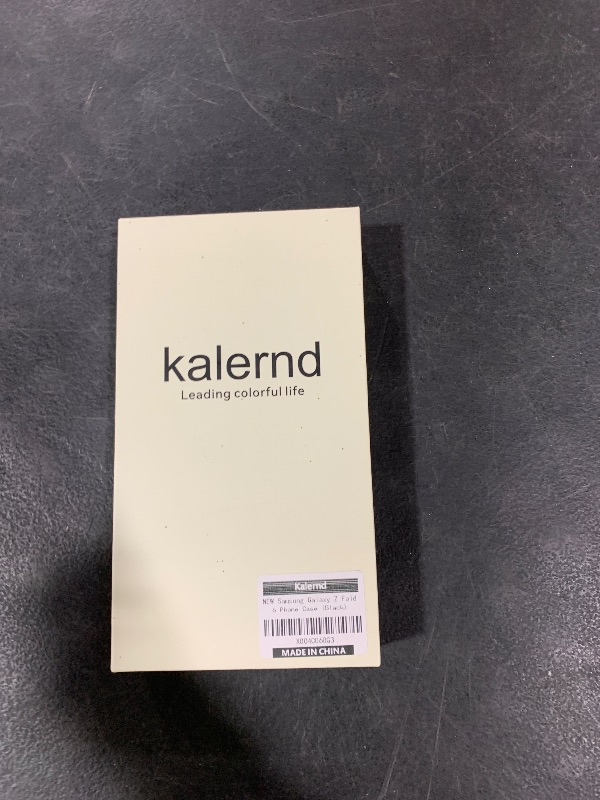 kalernd
Leading colorful life
Kalernd
NEW Samsung Galaxy Z Fold
6 Phone Case (Black)
MADE IN CHINA